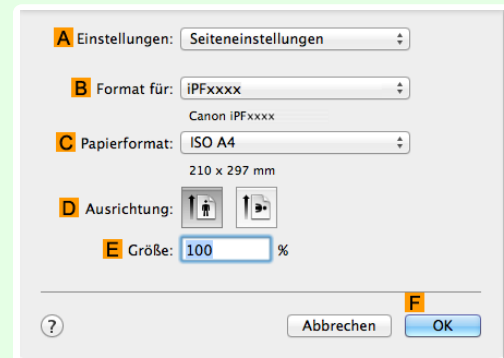 A Einstellungen: Seiteneinstellungen
B Format für: iPFxxxx
Canon iPFxxxx
C Papierformat: ISO A4
210 x 297 mm
D Ausrichtung:
E Größe: 100 %
F
? Abbrechen OK